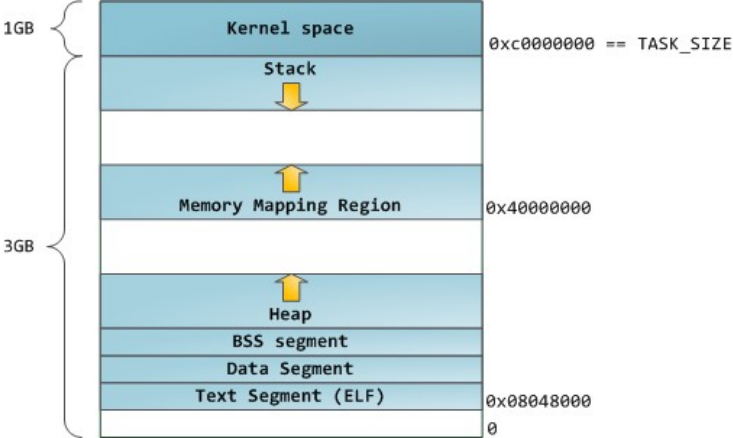 1GB
Kernel space
0xc0000000 == TASK_SIZE
Stack
Memory Mapping Region
0x40000000
3GB
Heap
BSS segment
Data Segment
Text Segment (ELF)
0x08048000
0